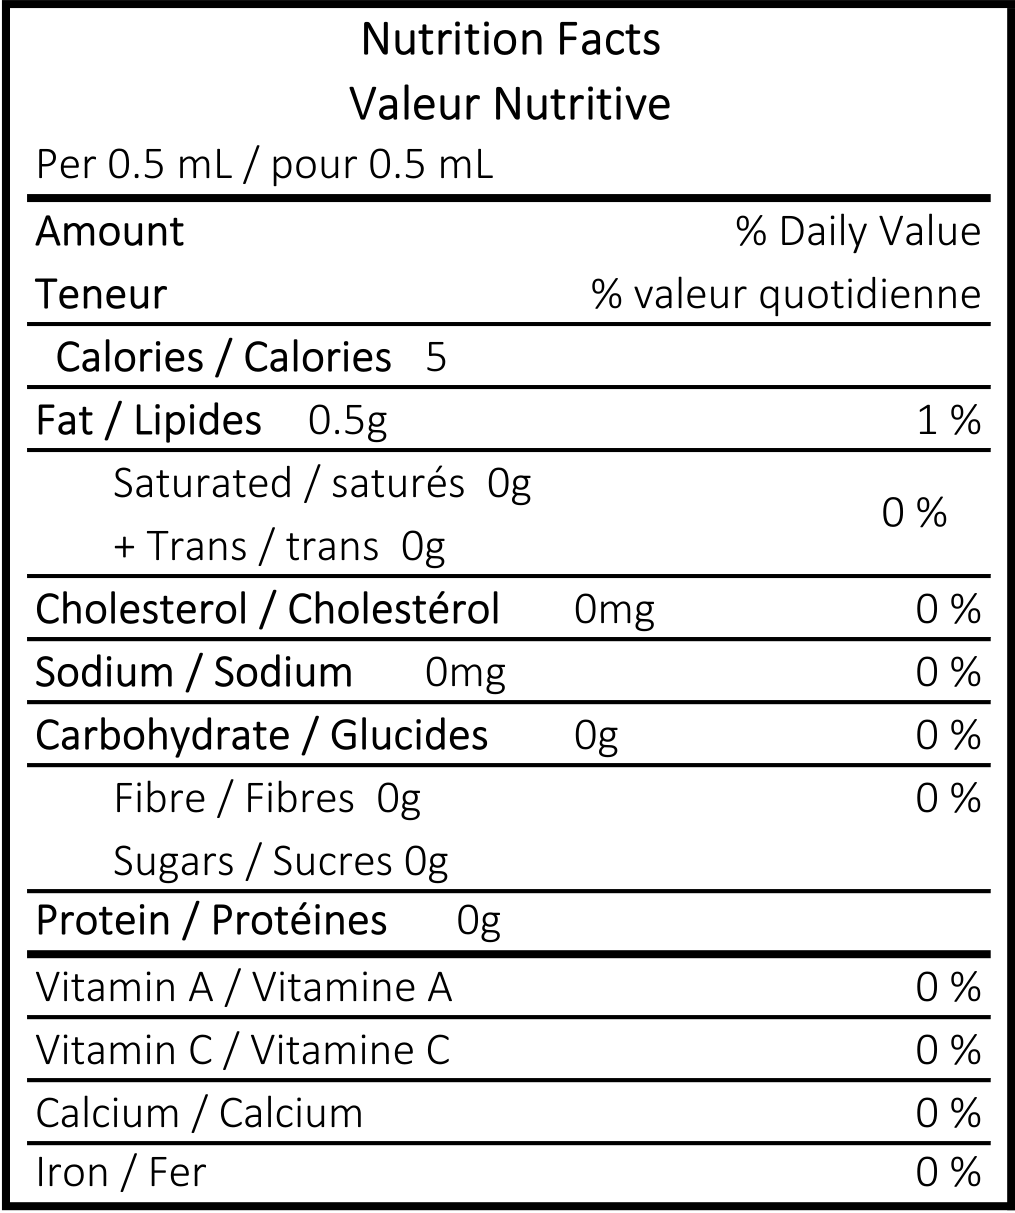 Nutrition Facts
Valeur Nutritive
Per 0.5 mL / pour 0.5 mL
Amount % Daily Value
Teneur % valeur quotidienne
Calories / Calories 5
Fat / Lipides 0.5g 1 %
Saturated / saturés 0g
0 %
+ Trans / trans 0g
Cholesterol / Cholestérol 0mg 0 %
Sodium / Sodium 0mg 0 %
Carbohydrate / Glucides 0g 0 %
Fibre / Fibres 0g 0 %
Sugars / Sucres 0g
Protein / Protéines 0g
Vitamin A / Vitamine A 0 %
Vitamin C / Vitamine C 0 %
Calcium / Calcium 0 %
Iron / Fer 0 %